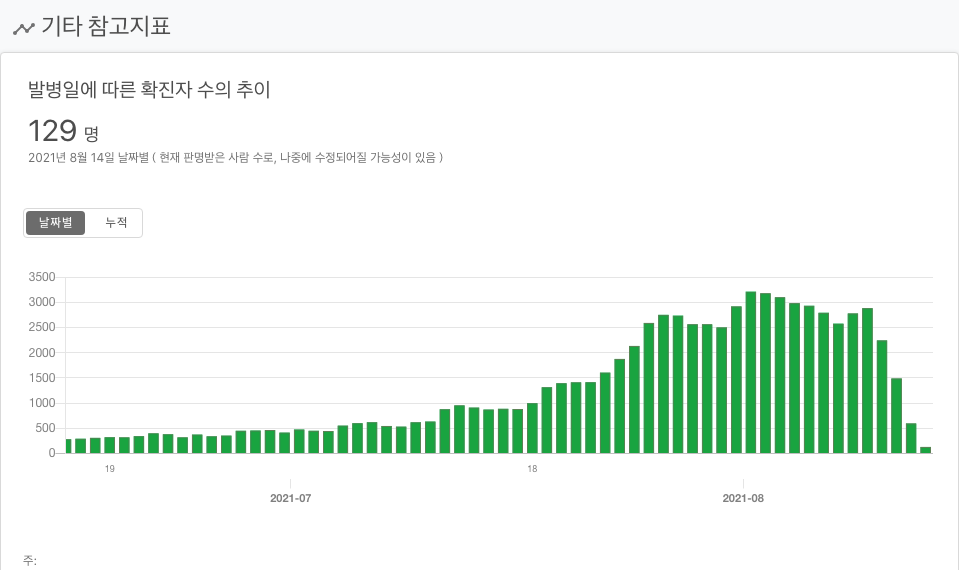 기타 참고지표
발병일에 따른 확진자 수의 추이
129 명
2021년 8월 14일 날짜별 ( 현재 판명받은 사람 수로, 나중에 수정되어질 가능성이 있음 )
날짜별 누적
3500
3000
2500
2000
1500
1000
500
0
19 18
2021-07 2021-08
주: